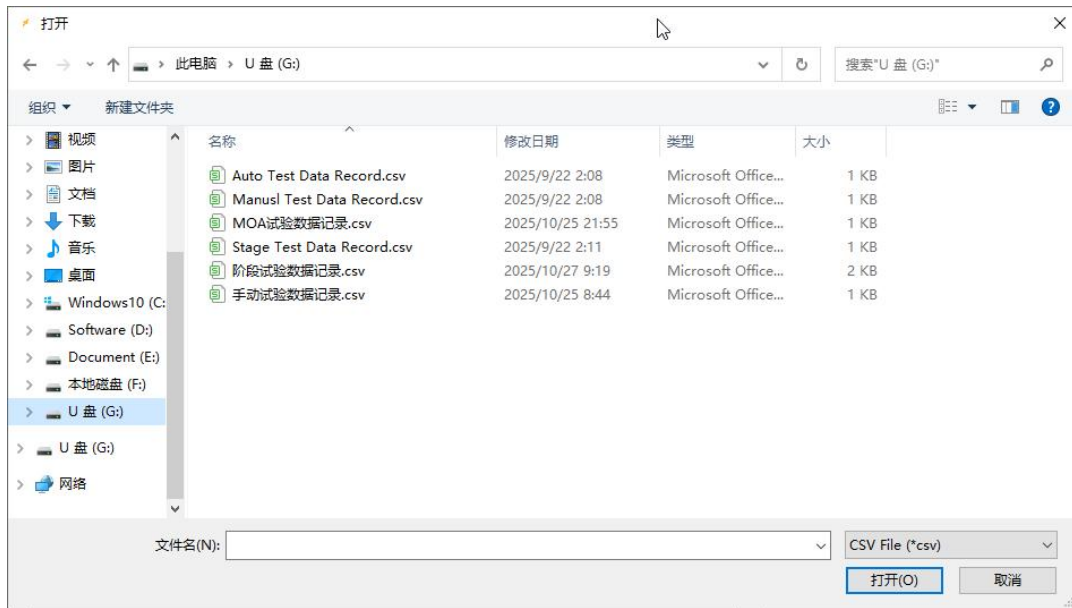 打开
此电脑 › U 盘 (G:)
搜索"U 盘 (G:)"
组织
新建文件夹
视频
图片
文档
下载
音乐
桌面
Windows10 (C:
Software (D:)
Document (E:)
本地磁盘 (F:)
U 盘 (G:)
U 盘 (G:)
网络
名称 修改日期 类型 大小
Auto Test Data Record.csv 2025/9/22 2:08 Microsoft Office... 1 KB
Manusl Test Data Record.csv 2025/9/22 2:08 Microsoft Office... 1 KB
MOA试验数据记录.csv 2025/10/25 21:55 Microsoft Office... 1 KB
Stage Test Data Record.csv 2025/9/22 2:11 Microsoft Office... 1 KB
阶段试验数据记录.csv 2025/10/27 9:19 Microsoft Office... 2 KB
手动试验数据记录.csv 2025/10/25 8:44 Microsoft Office... 1 KB
文件名(N):
CSV File (*csv)
打开(O)
取消